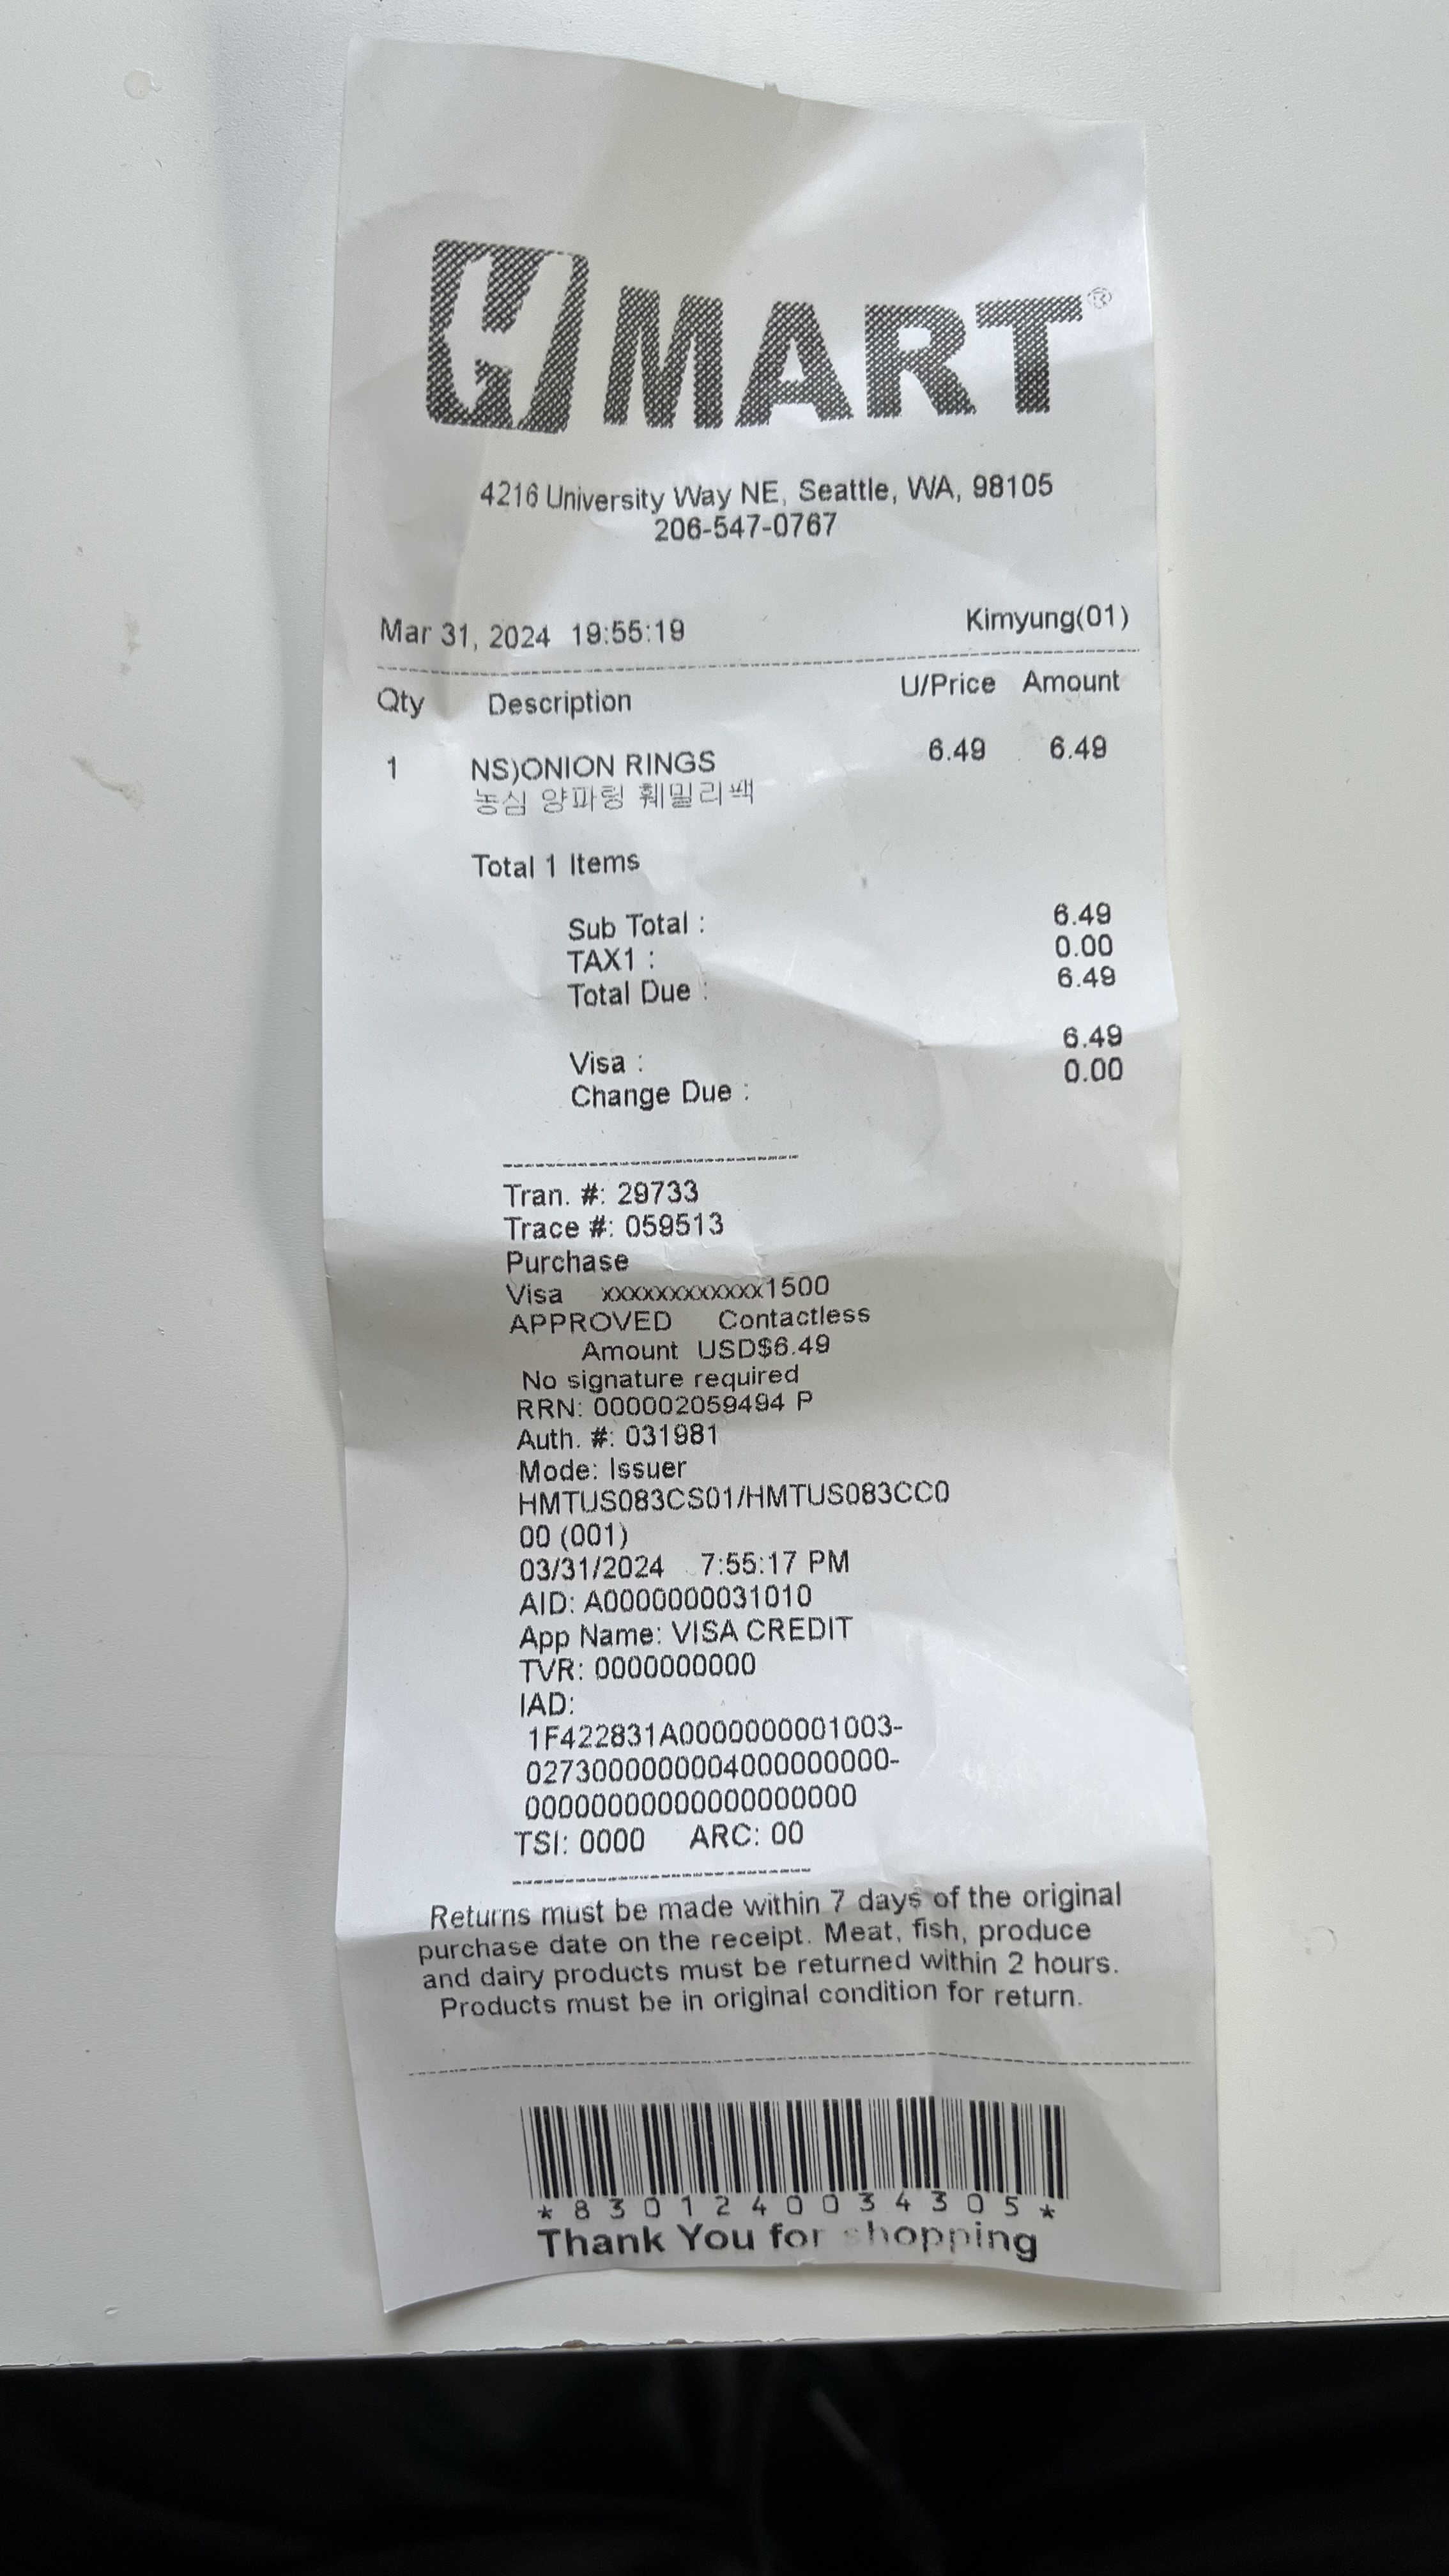 H MART®
4216 University Way NE, Seattle, WA, 98105
206-547-0767
Mar 31, 2024 19:55:19 Kimyung(01)
Qty Description U/Price Amount
1 NS)ONION RINGS 6.49 6.49
농심 양파링 훼밀리팩
Total 1 Items
Sub Total : 6.49
TAX1 : 0.00
Total Due : 6.49
Visa : 6.49
Change Due : 0.00
Tran. #: 29733
Trace #: 059513
Purchase
Visa xxxxxxxxxxxx1500
APPROVED Contactless
Amount USD$6.49
No signature required
RRN: 000002059494 P
Auth. #: 031981
Mode: Issuer
HMTUS083CS01/HMTUS083CC0
00 (001)
03/31/2024 7:55:17 PM
AID: A0000000031010
App Name: VISA CREDIT
TVR: 0000000000
IAD:
1F422831A0000000001003-
0273000000004000000000-
00000000000000000000
TSI: 0000 ARC: 00
Returns must be made within 7 days of the original
purchase date on the receipt. Meat, fish, produce
and dairy products must be returned within 2 hours.
Products must be in original condition for return.
*8301240034305*
Thank You for shopping